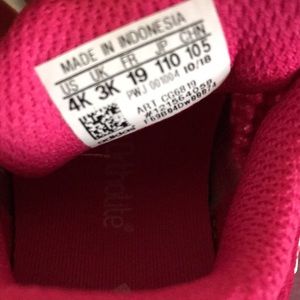 MADE IN INDONESIA
US UK FR JP CHN
4K 3K 19 110 105
PWJ 001004 10/18
ART CG6819
adidas